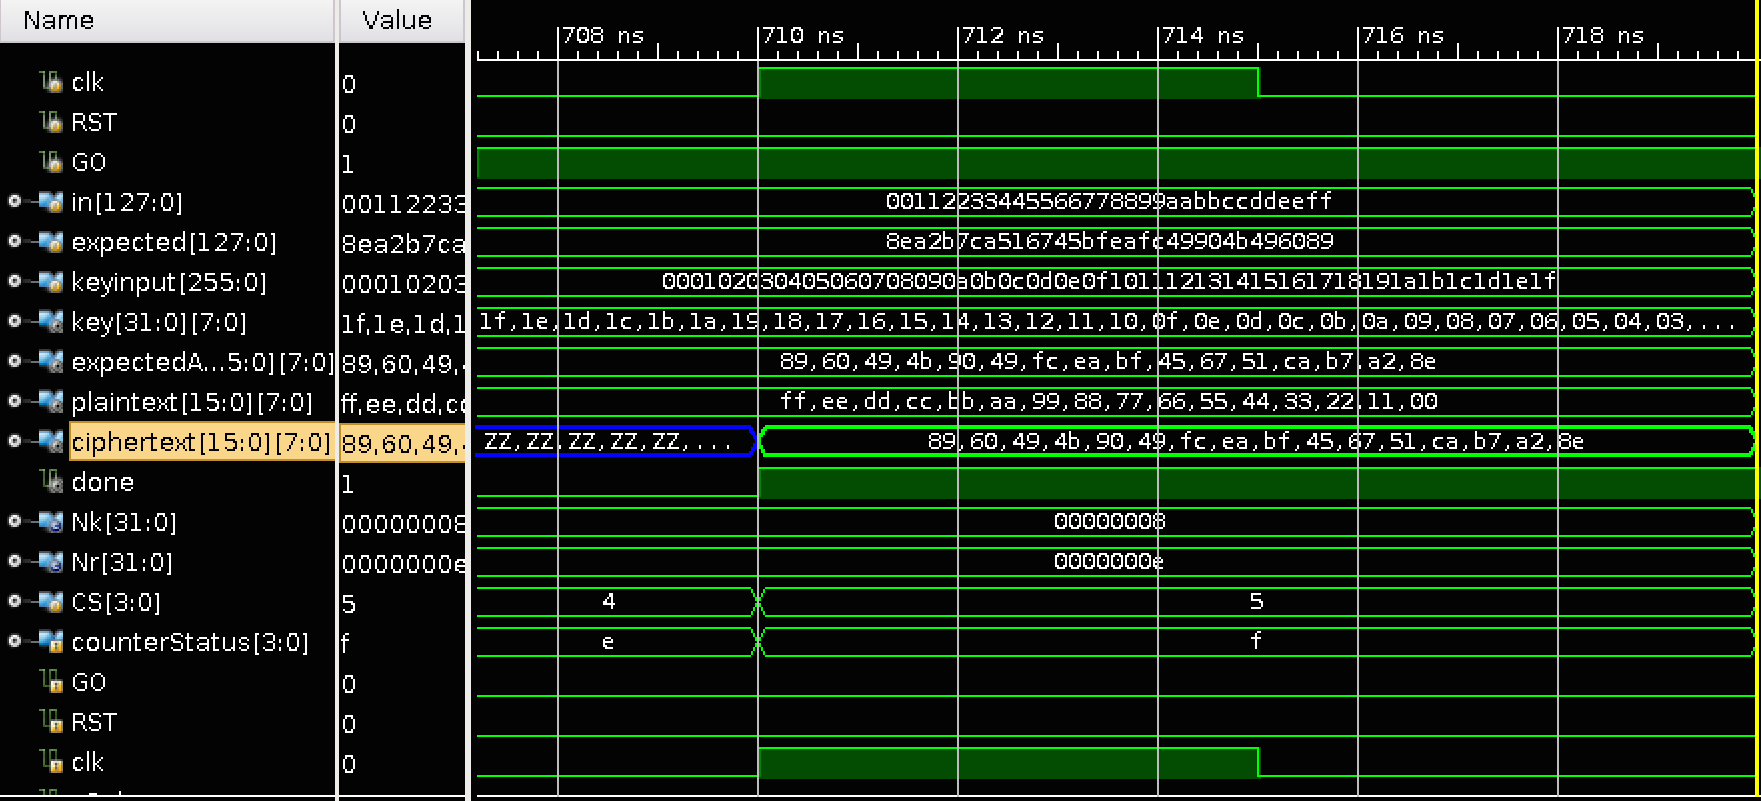 Name Value 708 ns 710 ns 712 ns 714 ns 716 ns 718 ns
clk 0
RST 0
GO 1
in[127:0] 00112233 00112233445566778899aabbccddeeff
expected[127:0] 8ea2b7ca 8ea2b7ca516745bfeafc49904b496089
keyinput[255:0] 00010203 000102030405060708090a0b0c0d0e0f101112131415161718191a1b1c1d1e1f
key[31:0][7:0] 1f,1e,1d,1 1f,1e,1d,1c,1b,1a,19,18,17,16,15,14,13,12,11,10,0f,0e,0d,0c,0b,0a,09,08,07,06,05,04,03,...
expectedA...5:0][7:0] 89,60,49, 89,60,49,4b,90,49,fc,ea,bf,45,67,51,ca,b7,a2,8e
plaintext[15:0][7:0] ff,ee,dd,cc ff,ee,dd,cc,bb,aa,99,88,77,66,55,44,33,22,11,00
ciphertext[15:0][7:0] 89,60,49, ZZ,ZZ,ZZ,ZZ,ZZ,... 89,60,49,4b,90,49,fc,ea,bf,45,67,51,ca,b7,a2,8e
done 1
Nk[31:0] 00000008 00000008
Nr[31:0] 0000000e 0000000e
CS[3:0] 5 4 5
counterStatus[3:0] f e f
GO 0
RST 0
clk 0